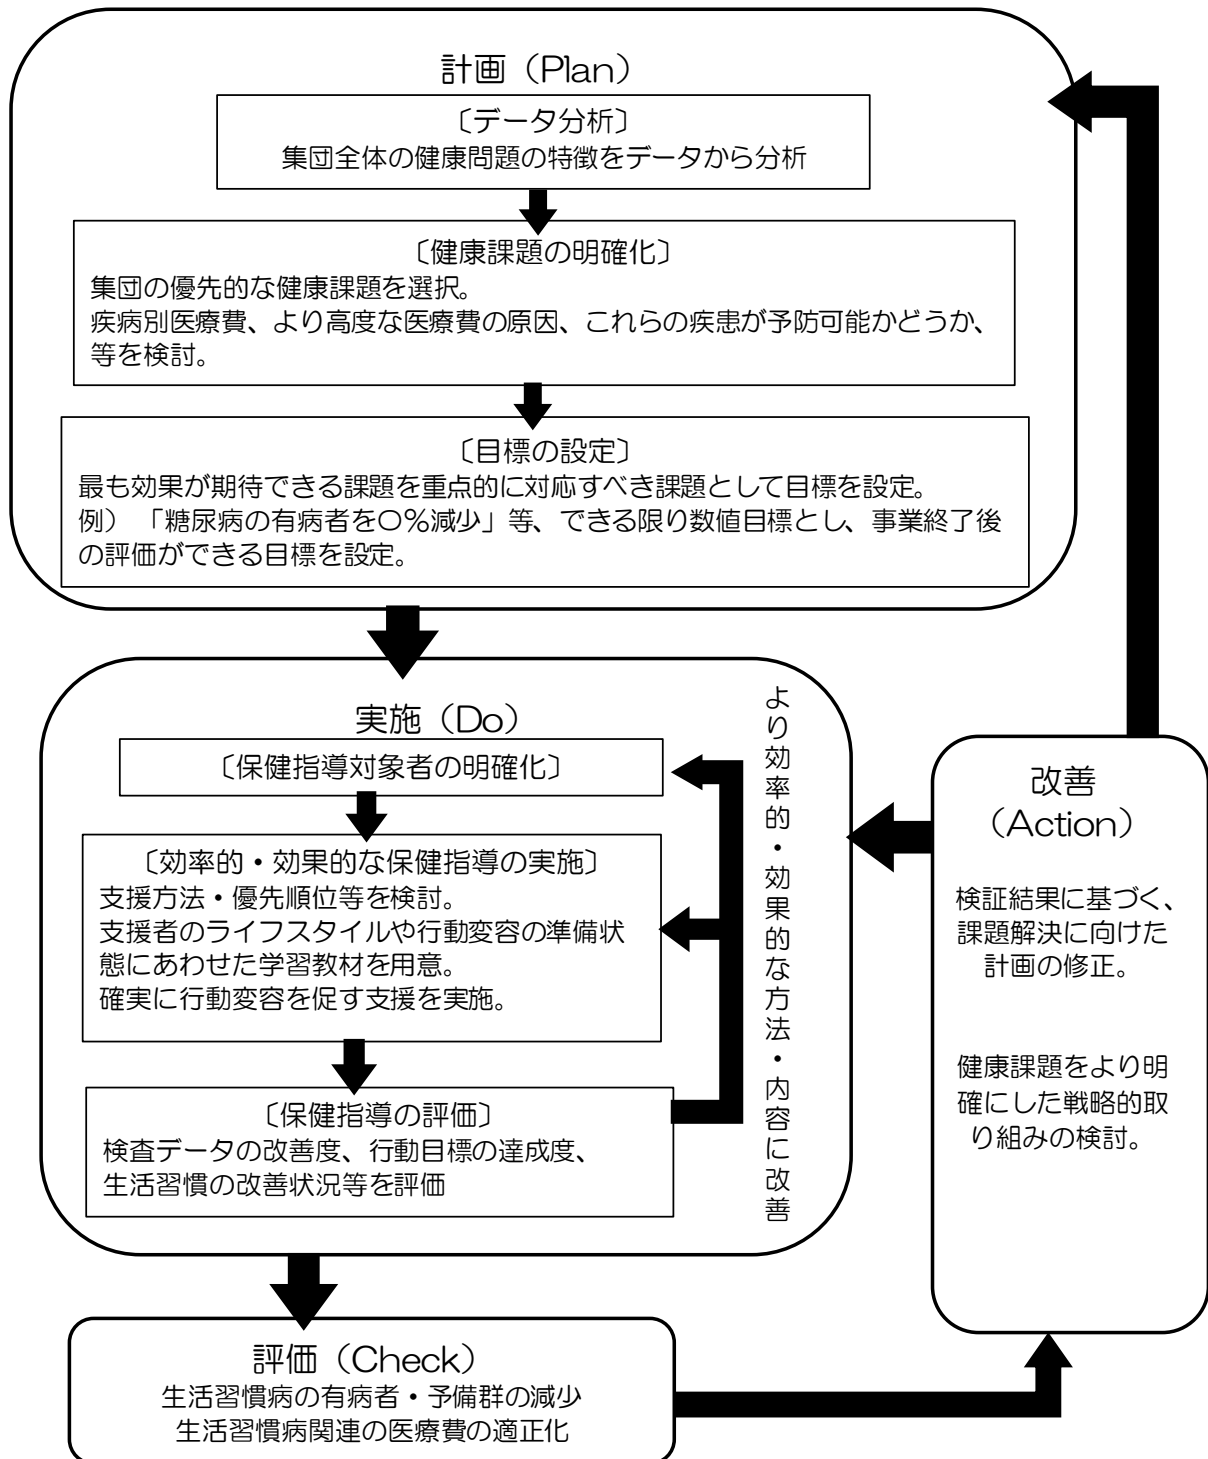 計画（Plan）
〔データ分析〕
集団全体の健康問題の特徴をデータから分析
〔健康課題の明確化〕
集団の優先的な健康課題を選択。
疾病別医療費、より高度な医療費の原因、これらの疾患が予防可能かどうか、
等を検討。
〔目標の設定〕
最も効果が期待できる課題を重点的に対応すべき課題として目標を設定。
例）「糖尿病の有病者を〇％減少」等、できる限り数値目標とし、事業終了後
の評価ができる目標を設定。
実施（Do）
〔保健指導対象者の明確化〕
〔効率的・効果的な保健指導の実施〕
支援方法・優先順位等を検討。
支援者のライフスタイルや行動変容の準備状
態にあわせた学習教材を用意。
確実に行動変容を促す支援を実施。
〔保健指導の評価〕
検査データの改善度、行動目標の達成度、
生活習慣の改善状況等を評価
より効率的・効果的な方法・内容に改善
評価（Check）
生活習慣病の有病者・予備群の減少
生活習慣病関連の医療費の適正化
改善
（Action）
検証結果に基づく、
課題解決に向けた
計画の修正。
健康課題をより明
確にした戦略的取
り組みの検討。